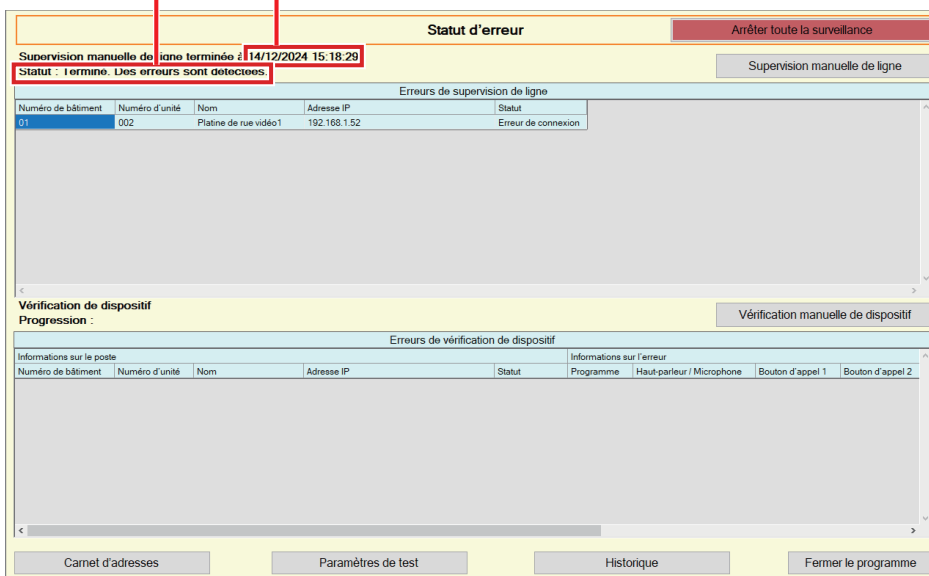 Statut d'erreur
Arrêter toute la surveillance
Supervision manuelle de ligne terminée à 14/12/2024 15:18:29
Statut : Terminé. Des erreurs sont détectées.
Supervision manuelle de ligne
Erreurs de supervision de ligne
Numéro de bâtiment Numéro d'unité Nom Adresse IP Statut
01 002 Platine de rue vidéo1 192.168.1.52 Erreur de connexion
Vérification de dispositif
Progression :
Vérification manuelle de dispositif
Erreurs de vérification de dispositif
Informations sur le poste Informations sur l'erreur
Numéro de bâtiment Numéro d'unité Nom Adresse IP Statut Programme Haut-parleur / Microphone Bouton d'appel 1 Bouton d'appel 2
Carnet d'adresses Paramètres de test Historique Fermer le programme